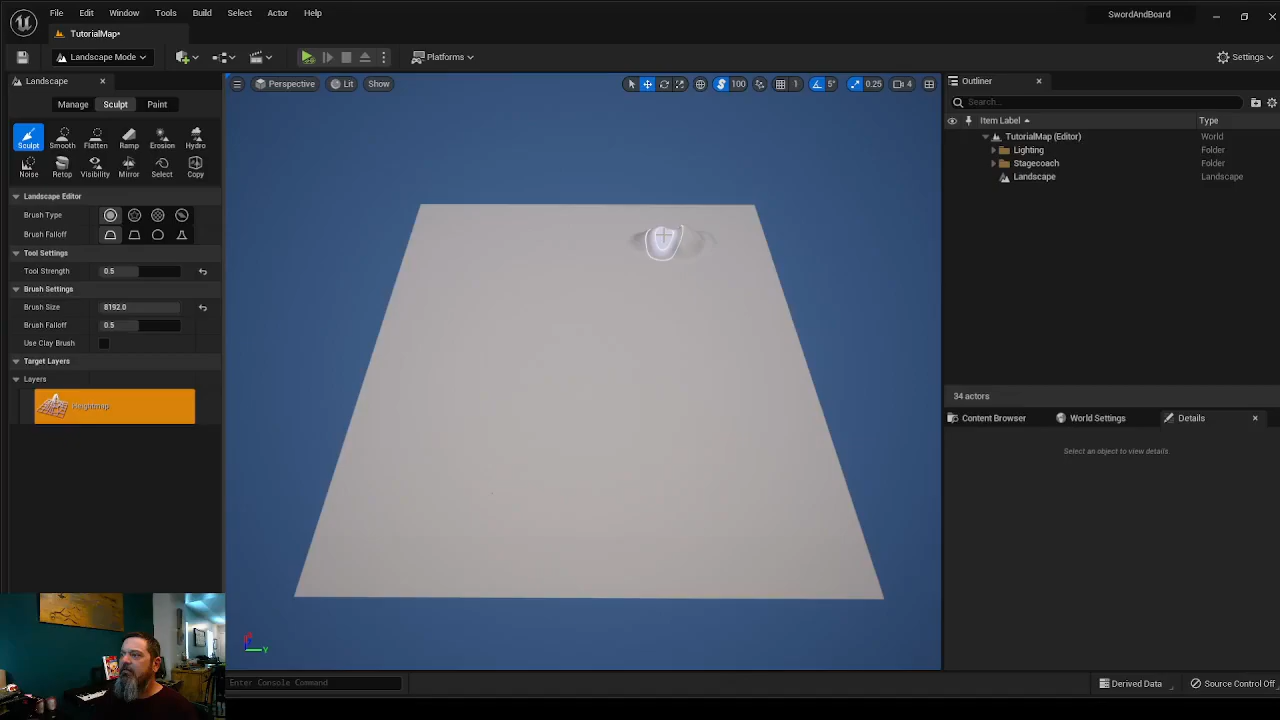 File Edit Window Tools Build Select Actor Help
SwordAndBoard
TutorialMap•
Landscape Mode
Platforms
Settings
Landscape
Perspective
Lit
Show
100
1
5°
0.25
4
Outliner
Manage
Sculpt
Paint
Search...
Item Label
Type
Sculpt Smooth Flatten Ramp Erosion Hydro
TutorialMap (Editor) World
Lighting Folder
Stagecoach Folder
Noise Retop Visibility Mirror Select Copy
Landscape Landscape
Landscape Editor
Brush Type
Brush Falloff
Tool Settings
Tool Strength 0.5
Brush Settings
Brush Size 8192.0
Brush Falloff 0.5
Use Clay Brush
Target Layers
Layers
Heightmap
34 actors
Content Browser
World Settings
Details
Select an object to view details
Y
Enter Console Command
Derived Data
Source Control Off